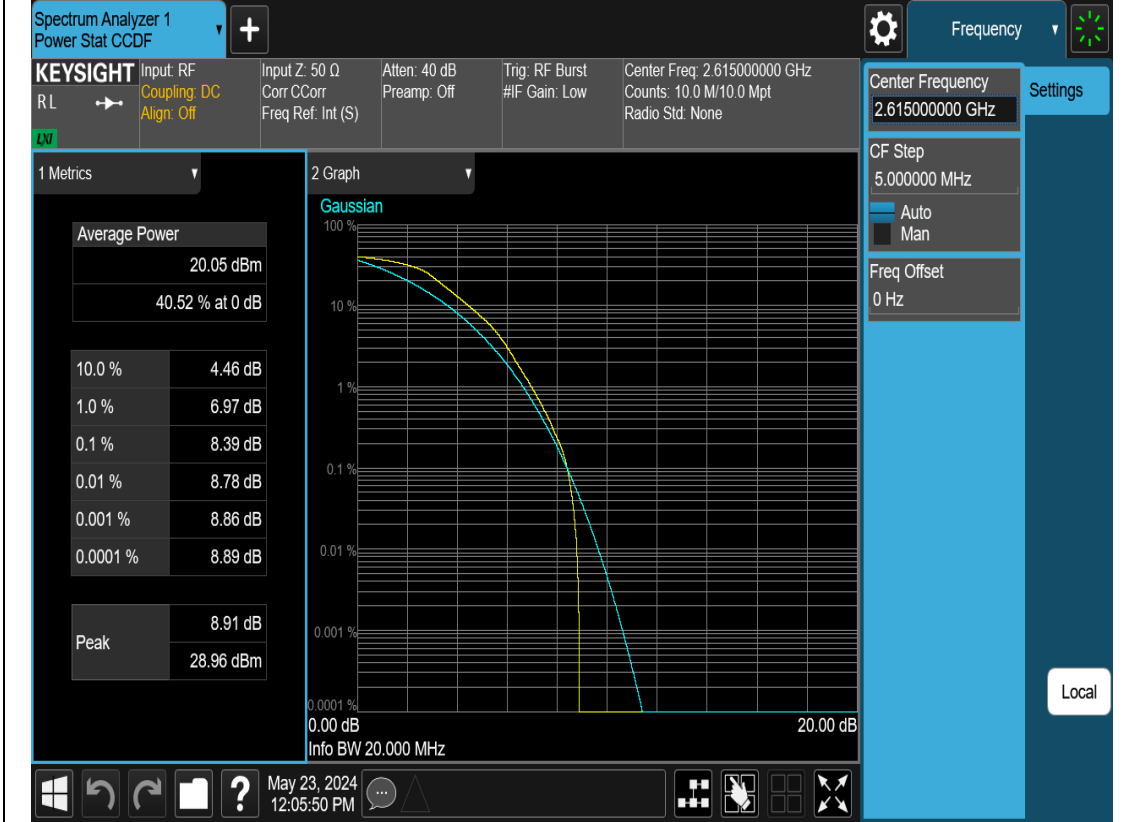 Spectrum Analyzer 1
Power Stat CCDF
+
Frequency
KEYSIGHT
RL
LXI
Input: RF
Coupling: DC
Align: Off
Input Z: 50 Ω
Corr CCorr
Freq Ref: Int (S)
Atten: 40 dB
Preamp: Off
Trig: RF Burst
#IF Gain: Low
Center Freq: 2.615000000 GHz
Counts: 10.0 M/10.0 Mpt
Radio Std: None
Center Frequency
2.615000000 GHz
Settings
CF Step
5.000000 MHz
Auto
Man
Freq Offset
0 Hz
Local
1 Metrics
Average Power
20.05 dBm
40.52 % at 0 dB
10.0 % 4.46 dB
1.0 % 6.97 dB
0.1 % 8.39 dB
0.01 % 8.78 dB
0.001 % 8.86 dB
0.0001 % 8.89 dB
Peak
8.91 dB
28.96 dBm
2 Graph
Gaussian
100 %
10 %
1 %
0.1 %
0.01 %
0.001 %
0.0001 %
0.00 dB 20.00 dB
Info BW 20.000 MHz
?
May 23, 2024
12:05:50 PM